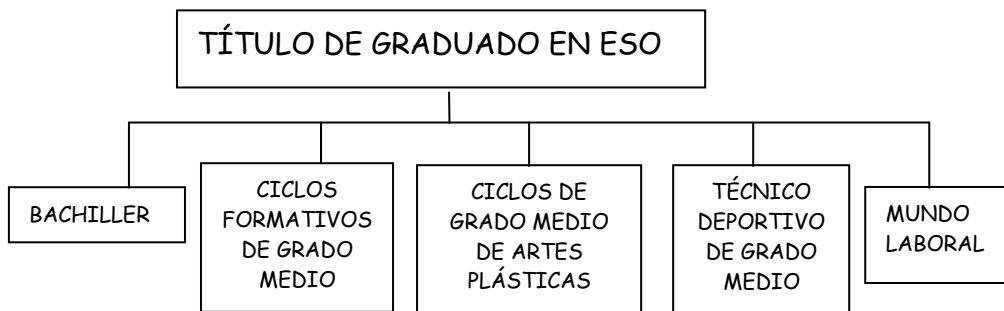 TÍTULO DE GRADUADO EN ESO
BACHILLER
CICLOS
FORMATIVOS
DE GRADO
MEDIO
CICLOS DE
GRADO MEDIO
DE ARTES
PLÁSTICAS
TÉCNICO
DEPORTIVO
DE GRADO
MEDIO
MUNDO
LABORAL